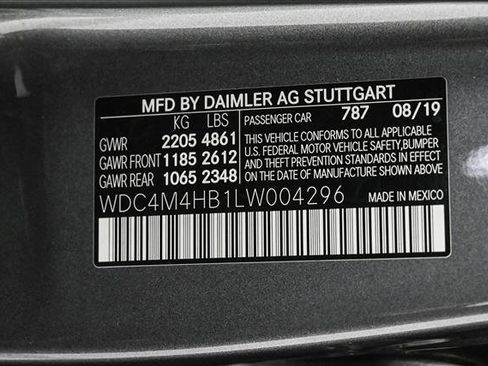 MFD BY DAIMLER AG STUTTGART
KG LBS
GVWR 2205 4861
GAWR FRONT 1185 2612
GAWR REAR 1065 2348
PASSENGER CAR 787 08/19
THIS VEHICLE CONFORMS TO ALL APPLICABLE
U.S. FEDERAL MOTOR VEHICLE SAFETY, BUMPER
AND THEFT PREVENTION STANDARDS IN
EFFECT ON THE DATE OF MANUFACTURE
SHOWN ABOVE.
WDC4M4HB1LW004296 MADE IN MEXICO